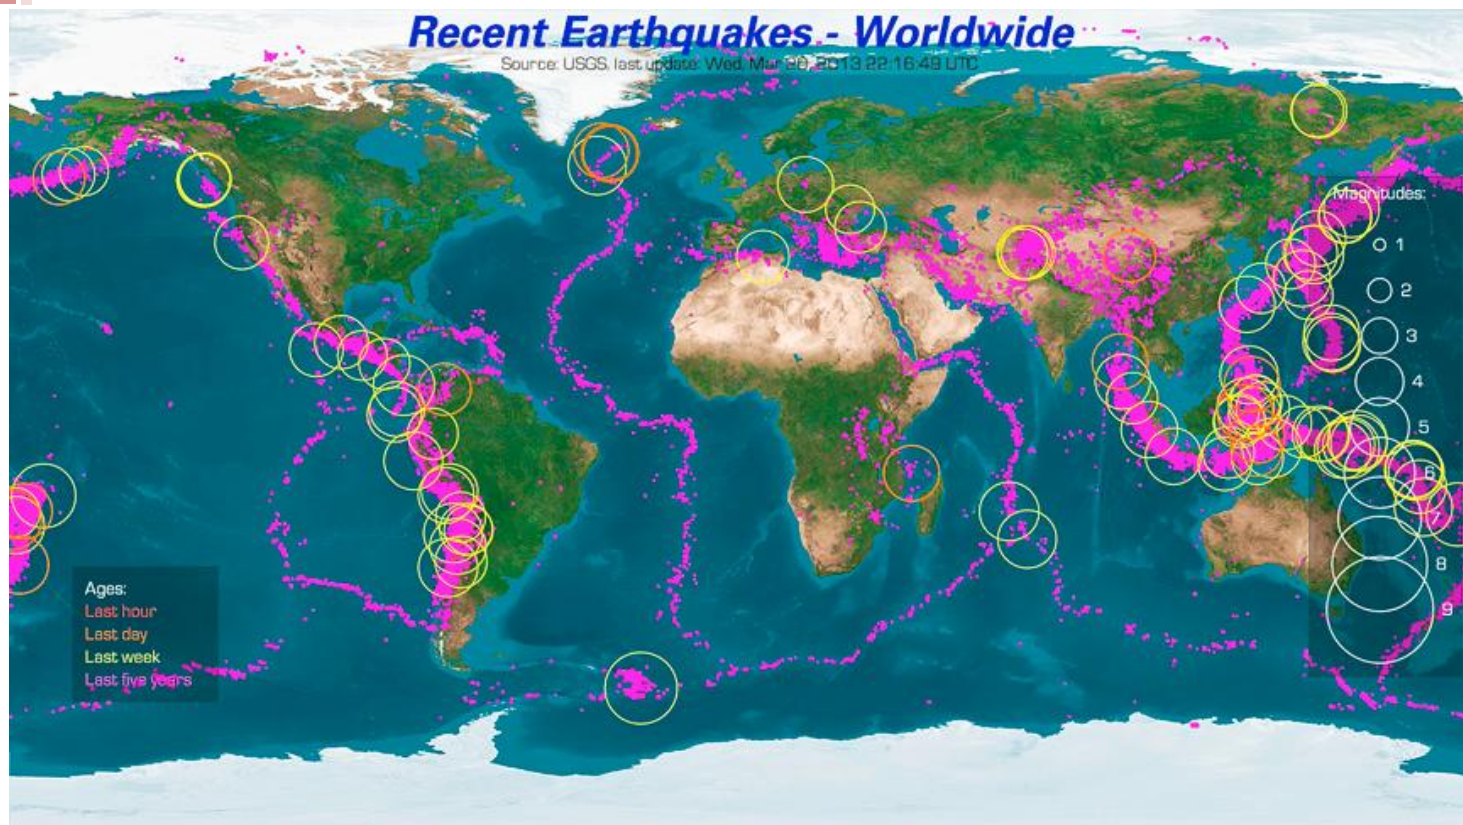 Recent Earthquakes - Worldwide
Source: USGS, last update: Wed, Mar 20, 2013 22:16:49 UTC
Magnitudes:
1
2
3
4
5
6
7
8
9
Ages:
Last hour
Last day
Last week
Last five years